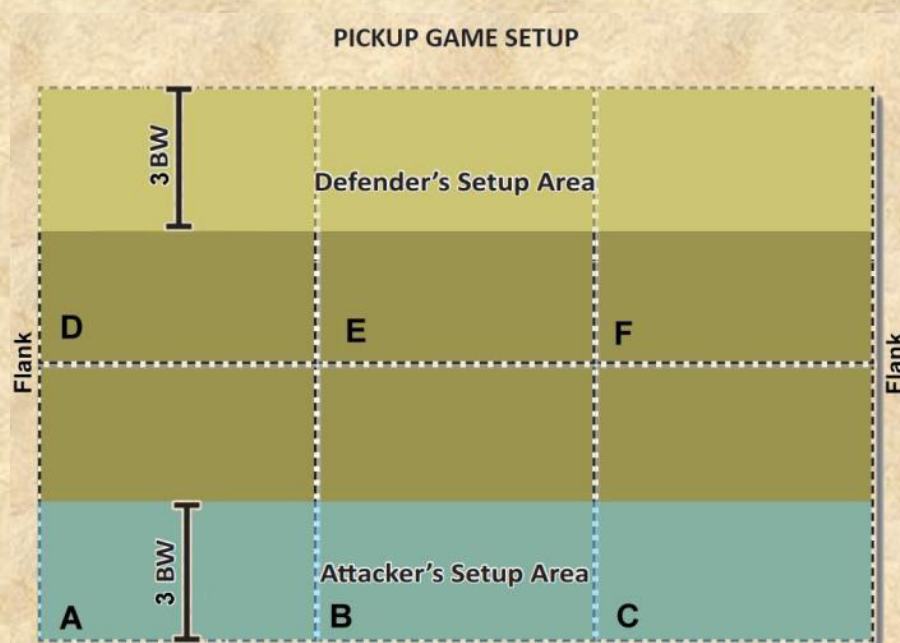 PICKUP GAME SETUP
3 BW
Defender's Setup Area
D
E
F
Flank
Flank
3 BW
Attacker's Setup Area
A
B
C